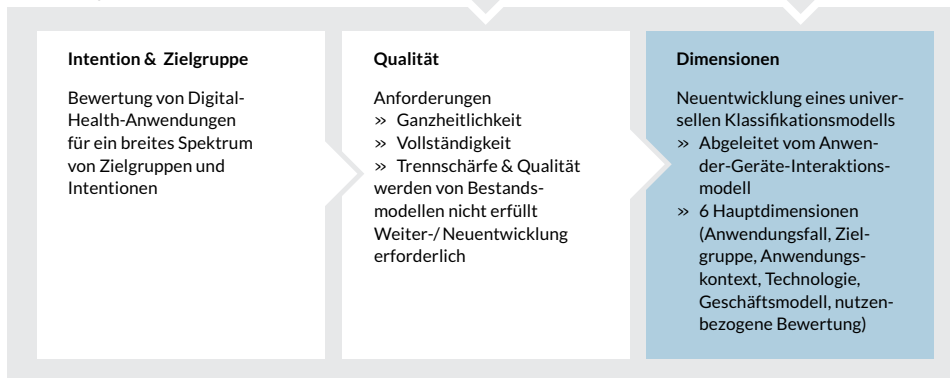 Intention & Zielgruppe
Bewertung von Digital-
Health-Anwendungen
für ein breites Spektrum
von Zielgruppen und
Intentionen
Qualität
Anforderungen
» Ganzheitlichkeit
» Vollständigkeit
» Trennschärfe & Qualität
werden von Bestands-
modellen nicht erfüllt
Weiter-/ Neuentwicklung
erforderlich
Dimensionen
Neuentwicklung eines univer-
sellen Klassifikationsmodells
» Abgeleitet vom Anwen-
der-Geräte-Interaktions-
modell
» 6 Hauptdimensionen
(Anwendungsfall, Ziel-
gruppe, Anwendungs-
kontext, Technologie,
Geschäftsmodell, nutzen-
bezogene Bewertung)